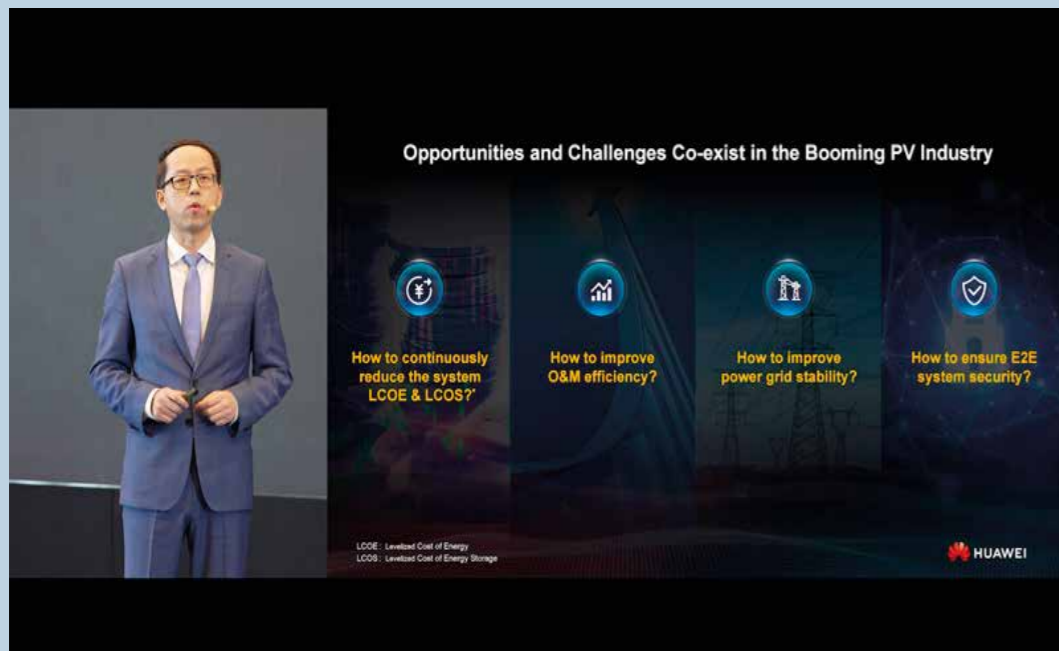 Opportunities and Challenges Co-exist in the Booming PV Industry
¥
How to continuously
reduce the system
LCOE & LCOS?*
How to improve
O&M efficiency?
How to improve
power grid stability?
How to ensure E2E
system security?
LCOE: Levelized Cost of Energy
LCOS: Levelized Cost of Energy Storage
HUAWEI